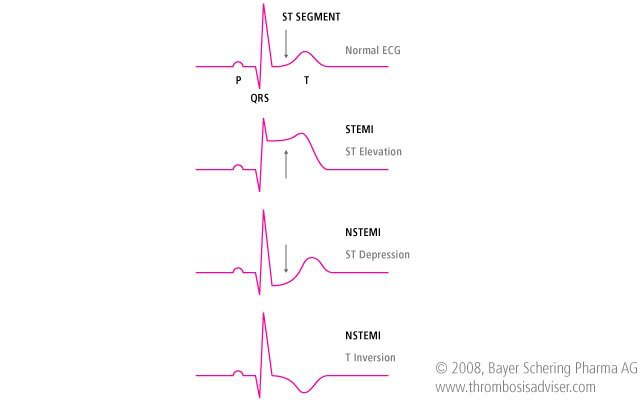 ST SEGMENT
Normal ECG
P
T
QRS
STEMI
ST Elevation
NSTEMI
ST Depression
NSTEMI
T Inversion
© 2008, Bayer Schering Pharma AG
www.thrombosisadviser.com